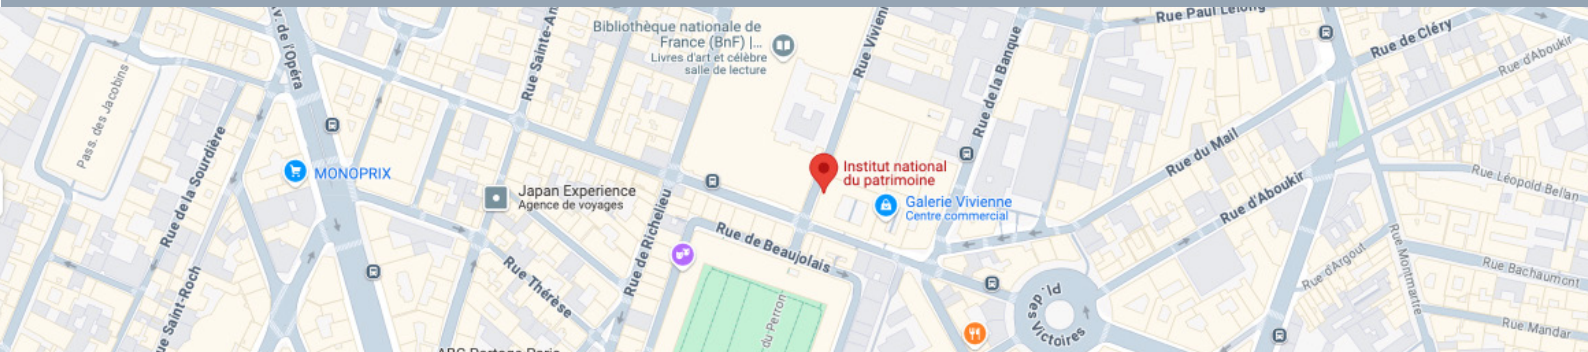 Av. de l'Opéra
Pass. des Jacobins
Rue de la Sourdière
Rue Saint-Roch
MONOPRIX
Rue Sainte-An
Japan Experience
Agence de voyages
Rue Thérèse
Rue de Richelieu
Bibliothèque nationale de
France (BnF) |...
Livres d'art et célèbre
salle de lecture
Rue Vivien
Institut national
du patrimoine
Galerie Vivienne
Centre commercial
Rue de Beaujolais
du Perron
Rue de la Banque
Rue Paul Lelong
Rue de Cléry
Rue d'Aboukir
Rue du Mail
Rue d'Aboukir
Pl. des
Victoires
Rue Léopold Bellan
Rue d'Argout
Rue Montmartre
Rue Bachaumont
Rue Mandar